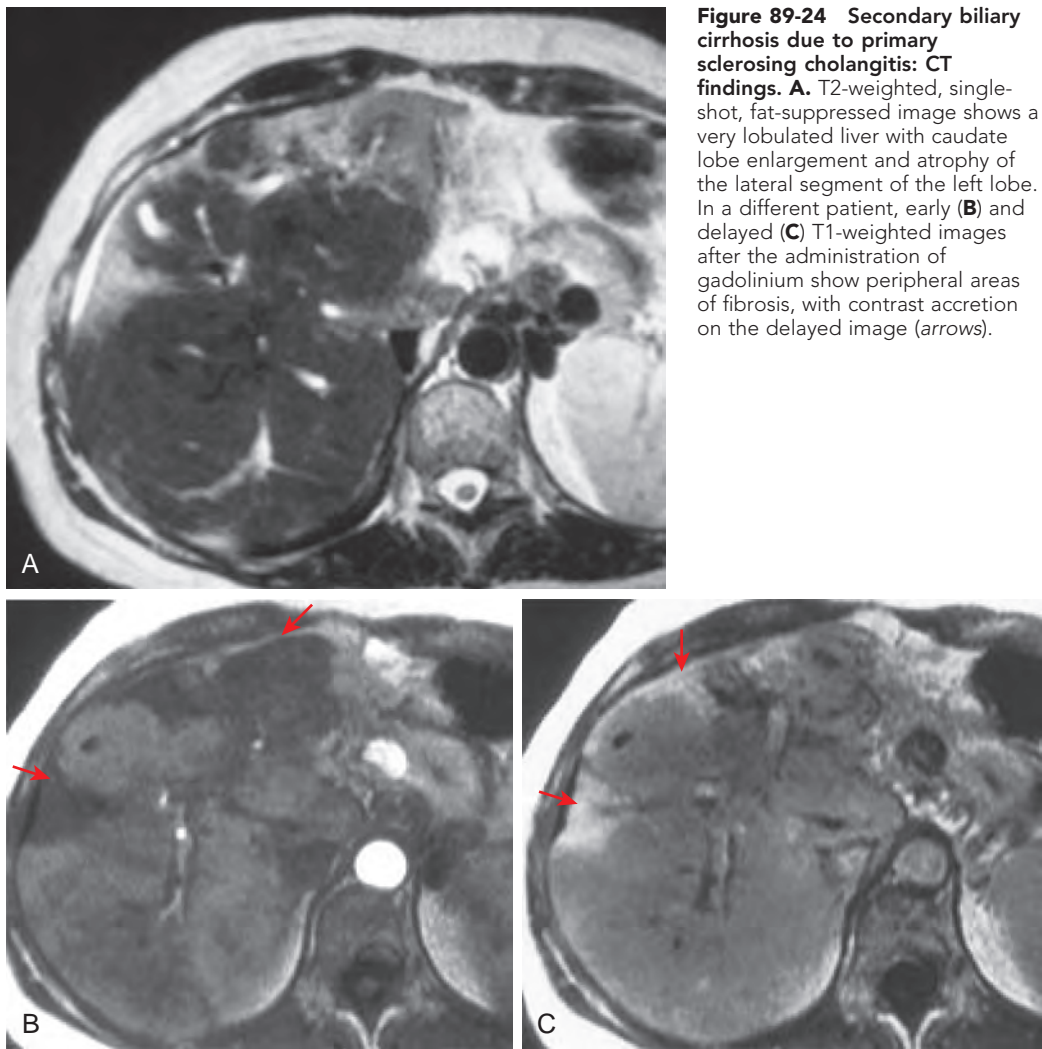 Figure 89-24 Secondary biliary
cirrhosis due to primary
sclerosing cholangitis: CT
findings. A. T2-weighted, single-
shot, fat-suppressed image shows a
very lobulated liver with caudate
lobe enlargement and atrophy of
the lateral segment of the left lobe.
In a different patient, early (B) and
delayed (C) T1-weighted images
after the administration of
gadolinium show peripheral areas
of fibrosis, with contrast accretion
on the delayed image (arrows).
A
B
C